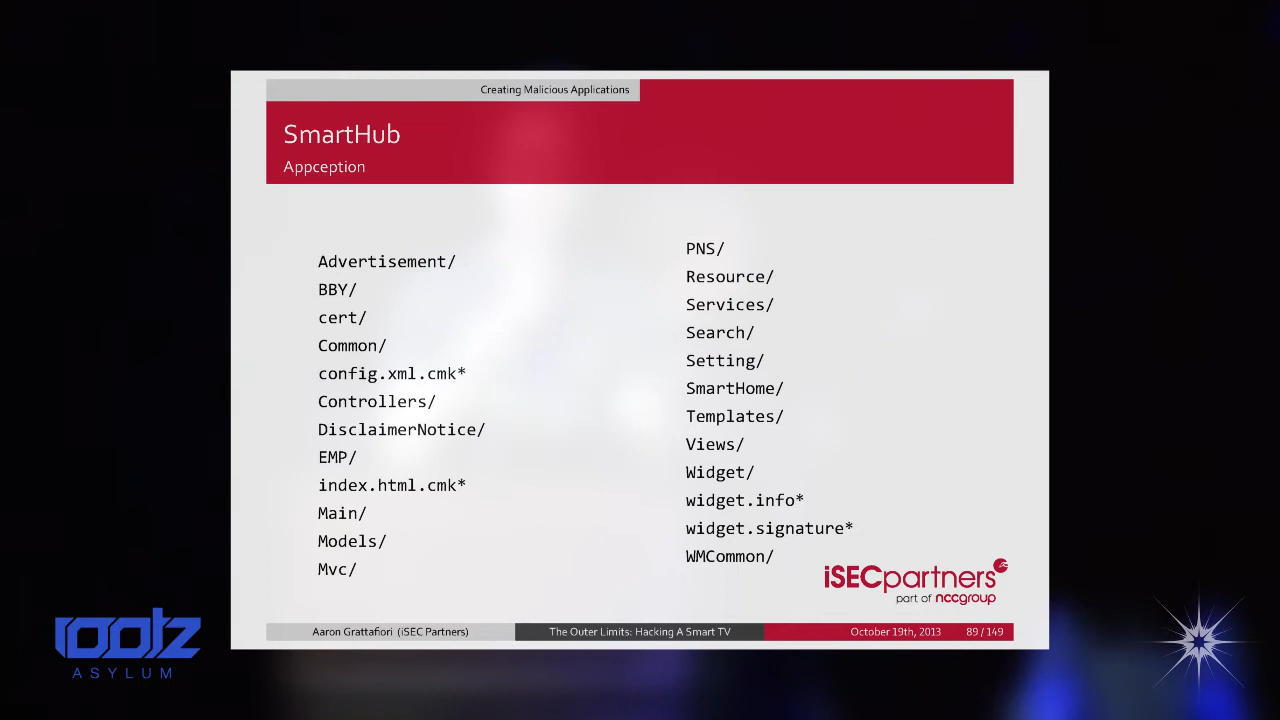 Creating Malicious Applications
SmartHub
Appception
Advertisement/
BBY/
cert/
Common/
config.xml.cmk*
Controllers/
DisclaimerNotice/
EMP/
index.html.cmk*
Main/
Models/
Mvc/
PNS/
Resource/
Services/
Search/
Setting/
SmartHome/
Templates/
Views/
Widget/
widget.info*
widget.signature*
WMCommon/
iSECpartners
part of nccgroup
Aaron Grattafiori (iSEC Partners)
The Outer Limits: Hacking A Smart TV
October 19th, 2013
89 / 149
rootz
ASYLUM